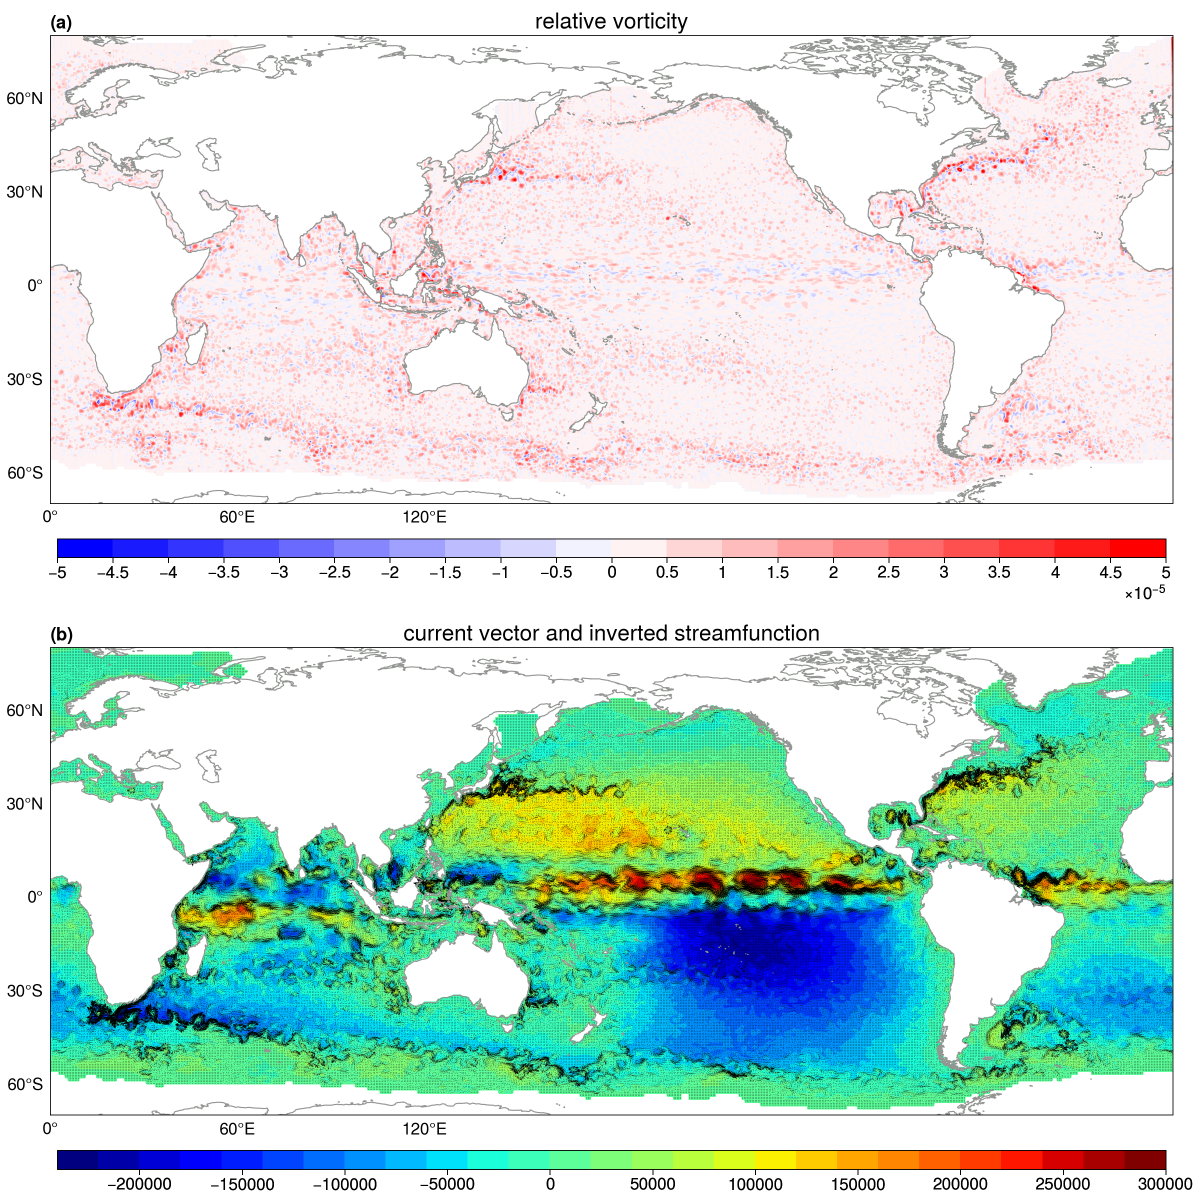 (a) relative vorticity
60°N
30°N
0°
30°S
60°S
0° 60°E 120°E
−5 −4.5 −4 −3.5 −3 −2.5 −2 −1.5 −1 −0.5 0 0.5 1 1.5 2 2.5 3 3.5 4 4.5 5
×10⁻⁵
(b) current vector and inverted streamfunction
60°N
30°N
0°
30°S
60°S
0° 60°E 120°E
−200000 −150000 −100000 −50000 0 50000 100000 150000 200000 250000 300000